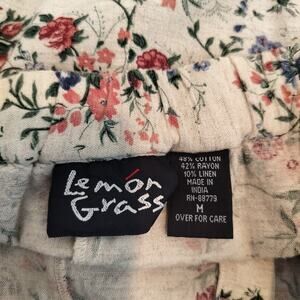 Lemon
Grass
48% COTTON
42% RAYON
10% LINEN
MADE IN
INDIA
RN-88779
M
OVER FOR CARE